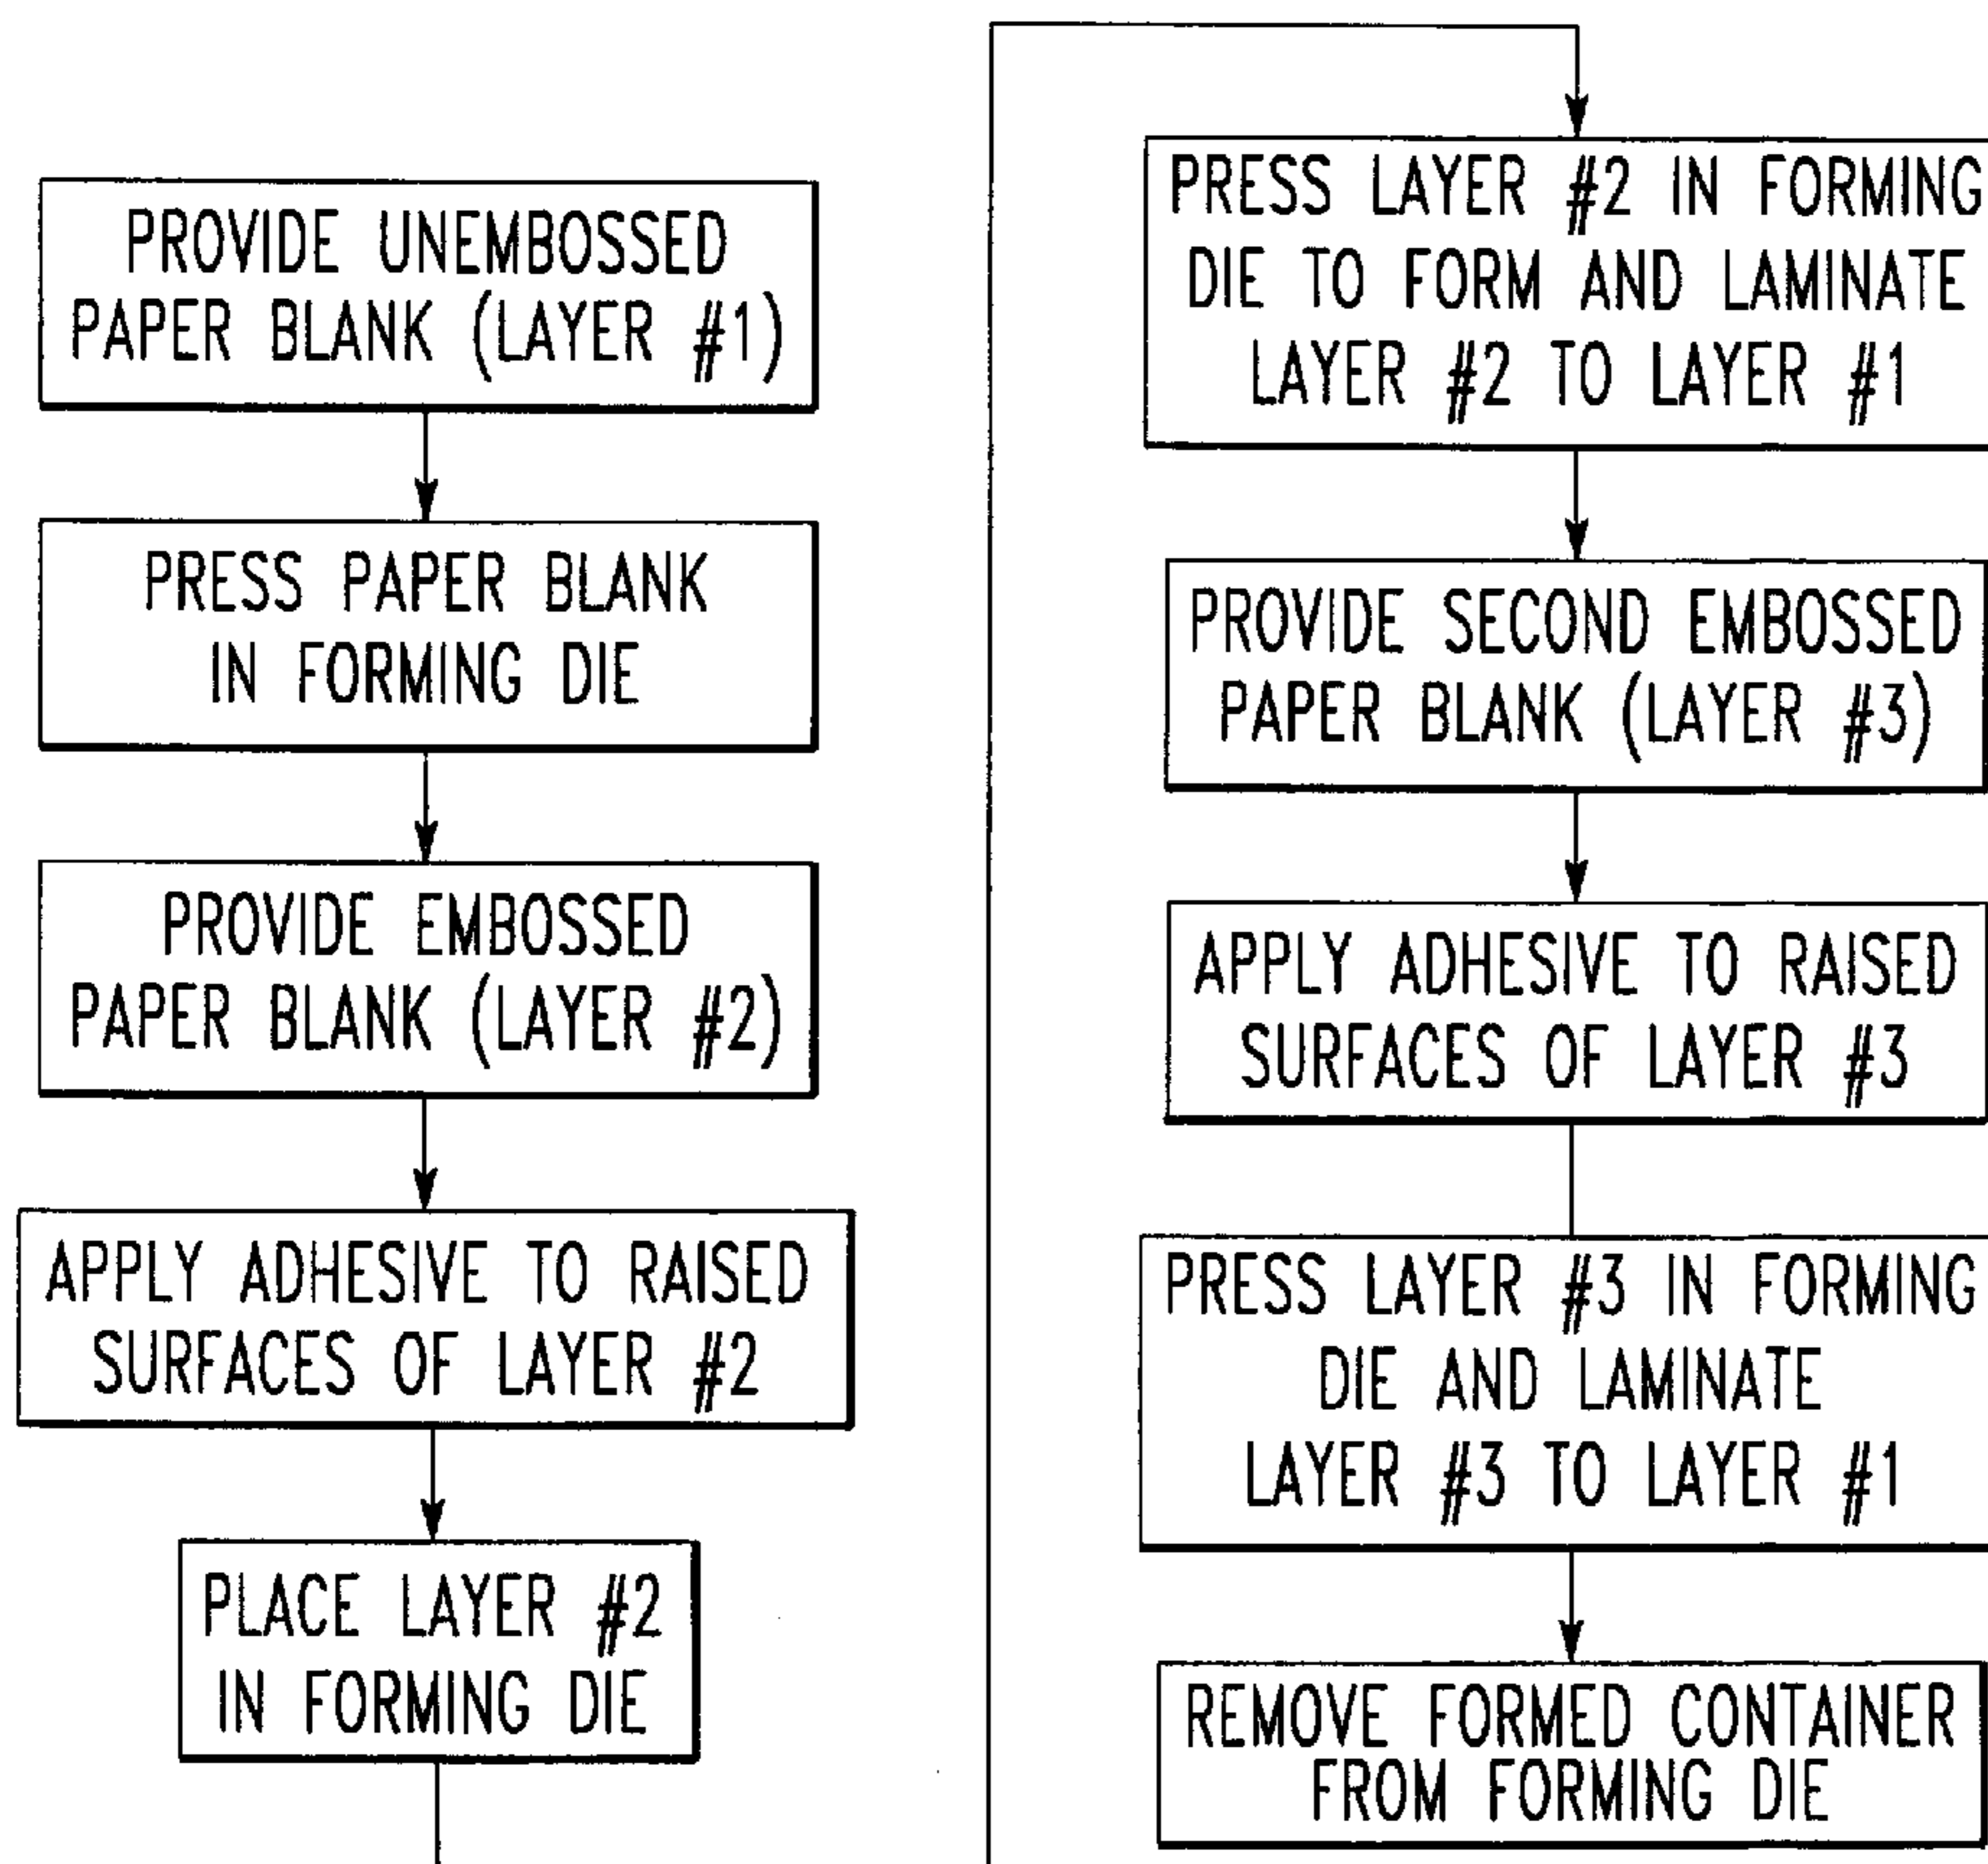 PROVIDE UNEMBOSSED
PAPER BLANK (LAYER #1)
PRESS PAPER BLANK
IN FORMING DIE
PROVIDE EMBOSSED
PAPER BLANK (LAYER #2)
APPLY ADHESIVE TO RAISED
SURFACES OF LAYER #2
PLACE LAYER #2
IN FORMING DIE
PRESS LAYER #2 IN FORMING
DIE TO FORM AND LAMINATE
LAYER #2 TO LAYER #1
PROVIDE SECOND EMBOSSED
PAPER BLANK (LAYER #3)
APPLY ADHESIVE TO RAISED
SURFACES OF LAYER #3
PRESS LAYER #3 IN FORMING
DIE AND LAMINATE
LAYER #3 TO LAYER #1
REMOVE FORMED CONTAINER
FROM FORMING DIE